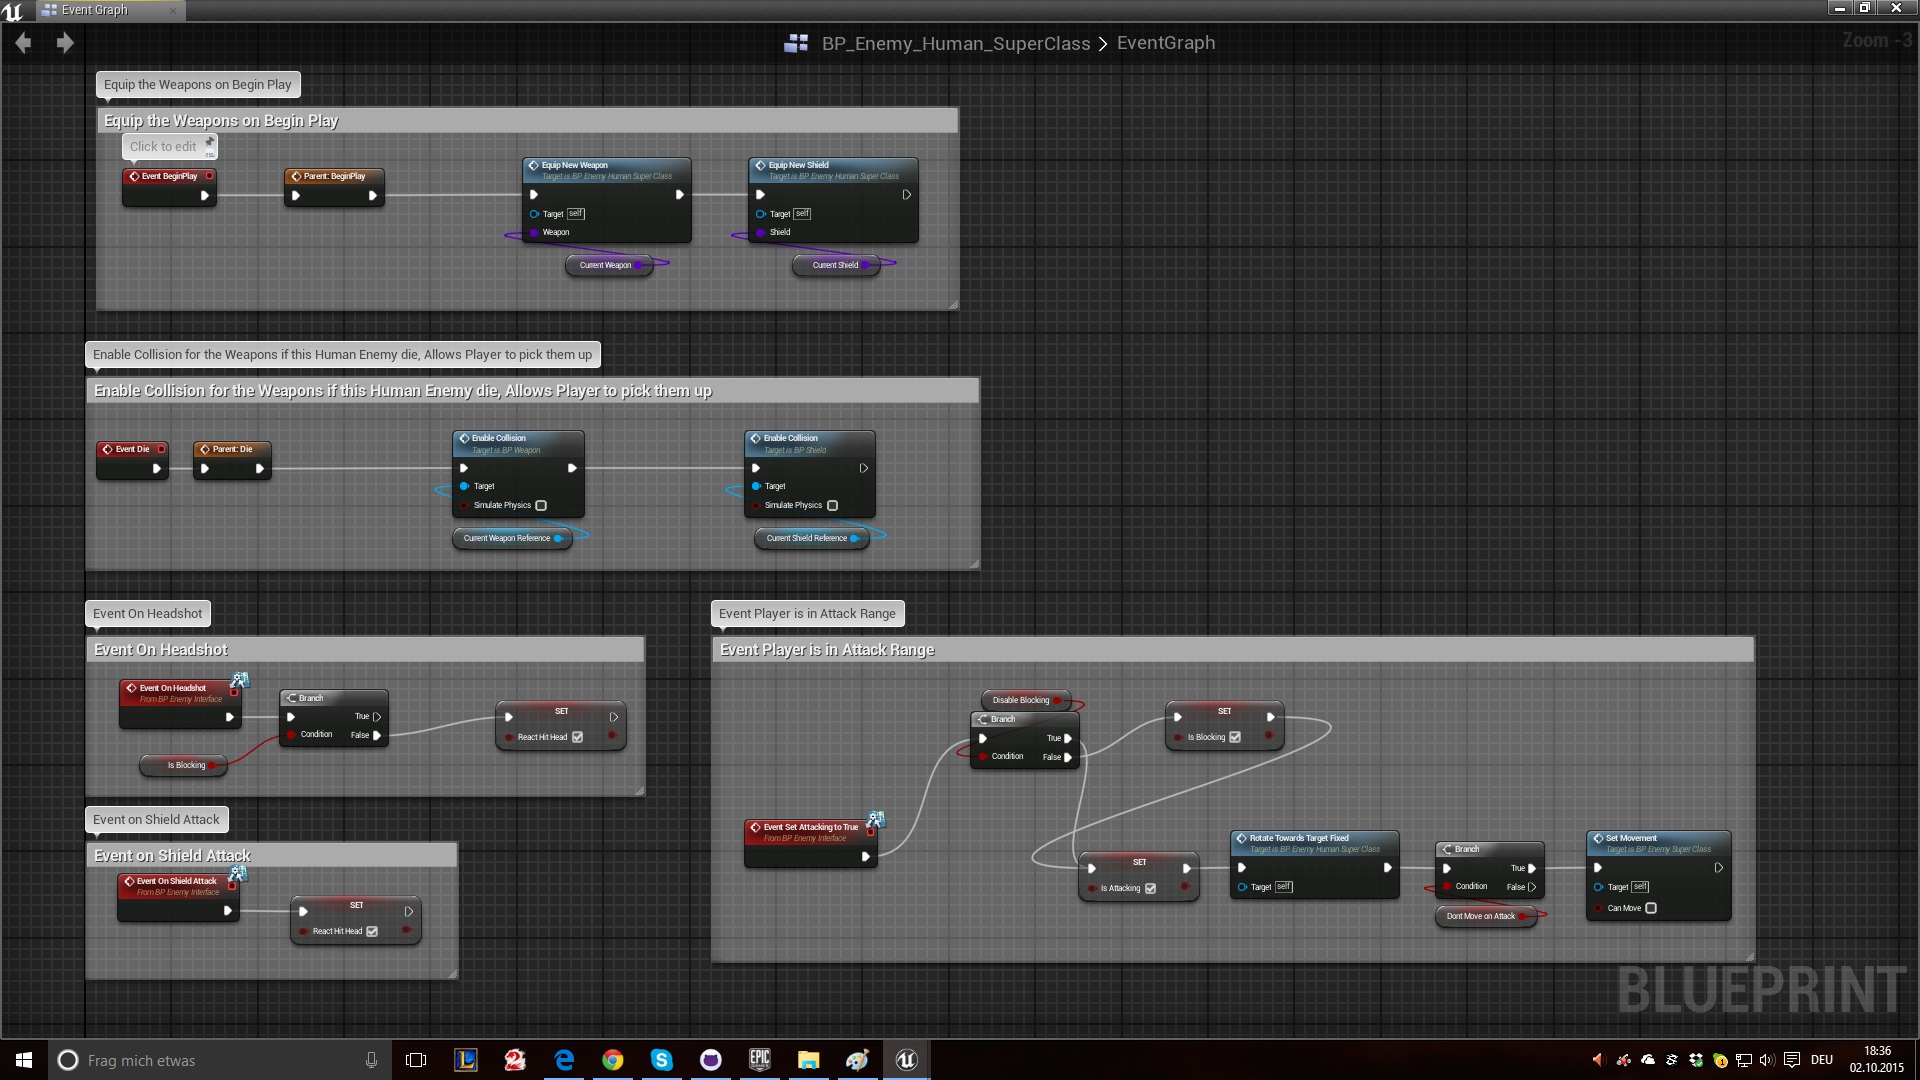 Event Graph
BP_Enemy_Human_SuperClass > EventGraph
Zoom -3
Equip the Weapons on Begin Play
Equip the Weapons on Begin Play
Click to edit
Event BeginPlay
Parent: BeginPlay
Equip New Weapon
Target is BP Enemy Human Super Class
Target self
Weapon
Current Weapon
Equip New Shield
Target is BP Enemy Human Super Class
Target self
Shield
Current Shield
Enable Collision for the Weapons if this Human Enemy die, Allows Player to pick them up
Enable Collision for the Weapons if this Human Enemy die, Allows Player to pick them up
Event Die
Parent: Die
Enable Collision
Target is BP Weapon
Target
Simulate Physics
Current Weapon Reference
Enable Collision
Target is BP Shield
Target
Simulate Physics
Current Shield Reference
Event On Headshot
Event On Headshot
Event On Headshot
From BP Enemy Interface
Branch
True
Condition False
Is Blocking
SET
React Hit Head
Event on Shield Attack
Event on Shield Attack
Event On Shield Attack
From BP Enemy Interface
SET
React Hit Head
Event Player is in Attack Range
Event Player is in Attack Range
Disable Blocking
Branch
True
Condition False
SET
Is Blocking
Event Set Attacking to True
From BP Enemy Interface
SET
Is Attacking
Rotate Towards Target Fixed
Target is BP Enemy Human Super Class
Target self
Branch
True
Condition False
Dont Move on Attack
Set Movement
Target is BP Enemy Super Class
Target self
Can Move
BLUEPRINT
Frag mich etwas
EPIC
DEU
18:36
02.10.2015